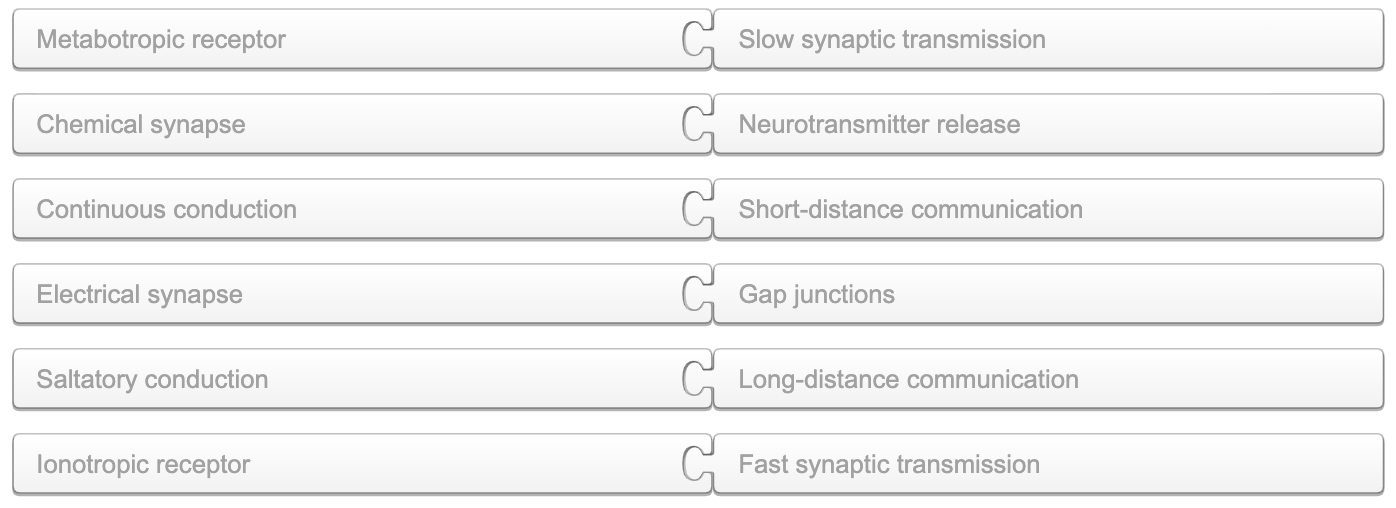 Metabotropic receptor Slow synaptic transmission
Chemical synapse Neurotransmitter release
Continuous conduction Short-distance communication
Electrical synapse Gap junctions
Saltatory conduction Long-distance communication
Ionotropic receptor Fast synaptic transmission